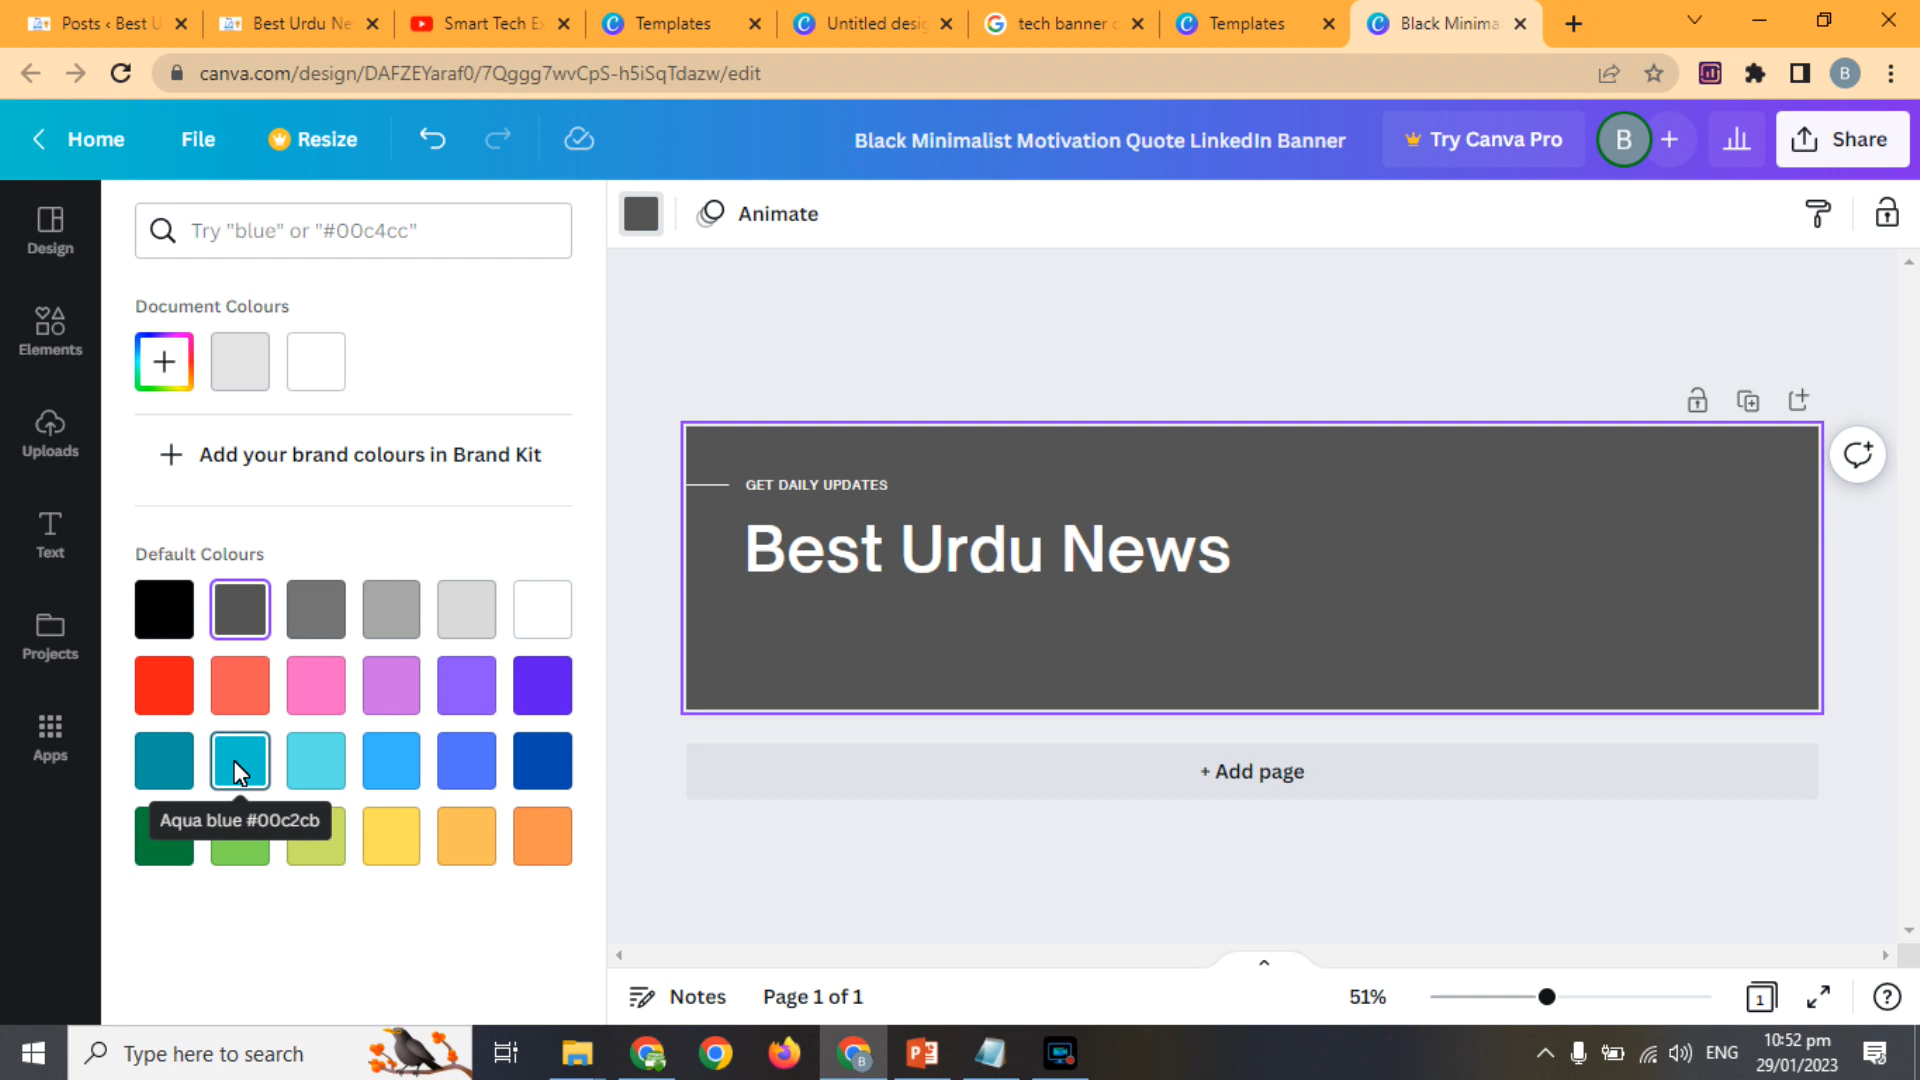 Posts ‹ Best U
Best Urdu Ne
Smart Tech E
Templates
Untitled desig
tech banner
Templates
Black Minima
canva.com/design/DAFZEYaraf0/7Qggg7wvCpS-h5iSqTdazw/edit
B
Home
File
Resize
Black Minimalist Motivation Quote LinkedIn Banner
Try Canva Pro
B
Share
Design
Elements
Uploads
Text
Projects
Apps
Try "blue" or "#00c4cc"
Document Colours
Add your brand colours in Brand Kit
Default Colours
Aqua blue #00c2cb
Animate
GET DAILY UPDATES
Best Urdu News
+ Add page
Notes
Page 1 of 1
51%
1
Type here to search
B
ENG
10:52 pm
29/01/2023